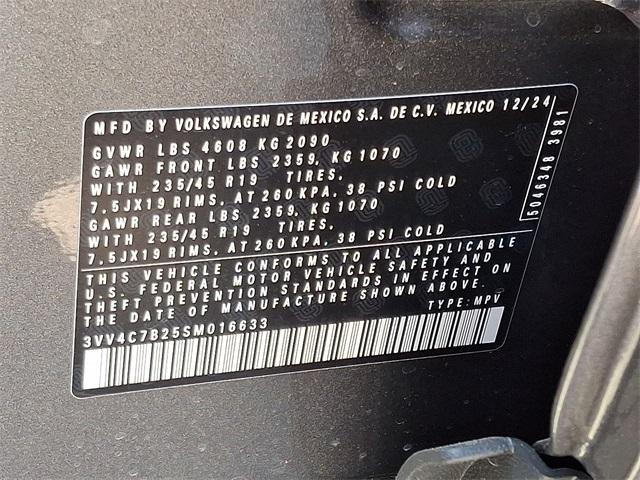 MFD BY VOLKSWAGEN DE MEXICO S.A. DE C.V. MEXICO 12/24
GVWR LBS 4608 KG 2090
GAWR FRONT LBS 2359, KG 1070
WITH 235/45 R19 TIRES.
7.5JX19 RIMS, AT 260 KPA, 38 PSI COLD
GAWR REAR LBS 2359, KG 1070
WITH 235/45 R19 TIRES.
7.5JX19 RIMS, AT 260 KPA, 38 PSI COLD
5046348 3981
THIS VEHICLE CONFORMS TO ALL APPLICABLE
U.S. FEDERAL MOTOR VEHICLE SAFETY AND
THEFT PREVENTION STANDARDS IN EFFECT ON
THE DATE OF MANUFACTURE SHOWN ABOVE.
3VV4C7B25SM016633 TYPE: MPV